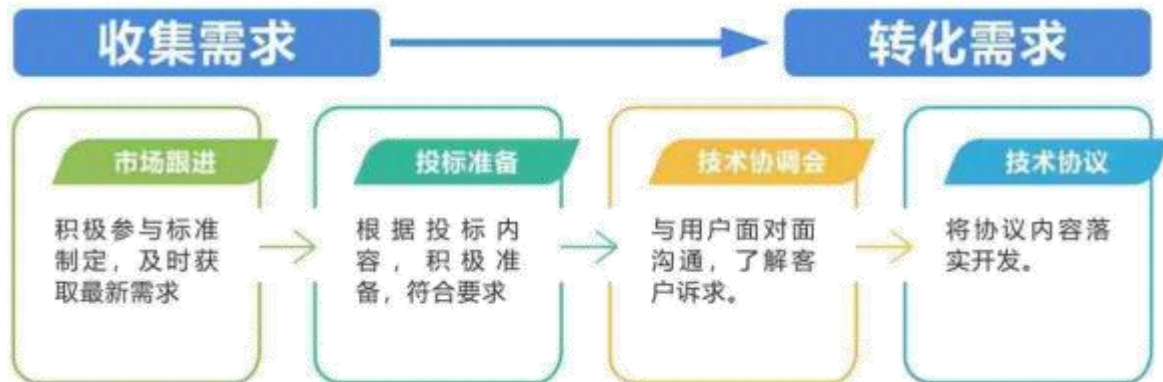 收集需求
转化需求
市场跟进
积极参与标准
制定，及时获
取最新需求
投标准备
根据投标内
容，积极准
备，符合要求
技术协调会
与用户面对面
沟通，了解客
户诉求。
技术协议
将协议内容落
实开发。